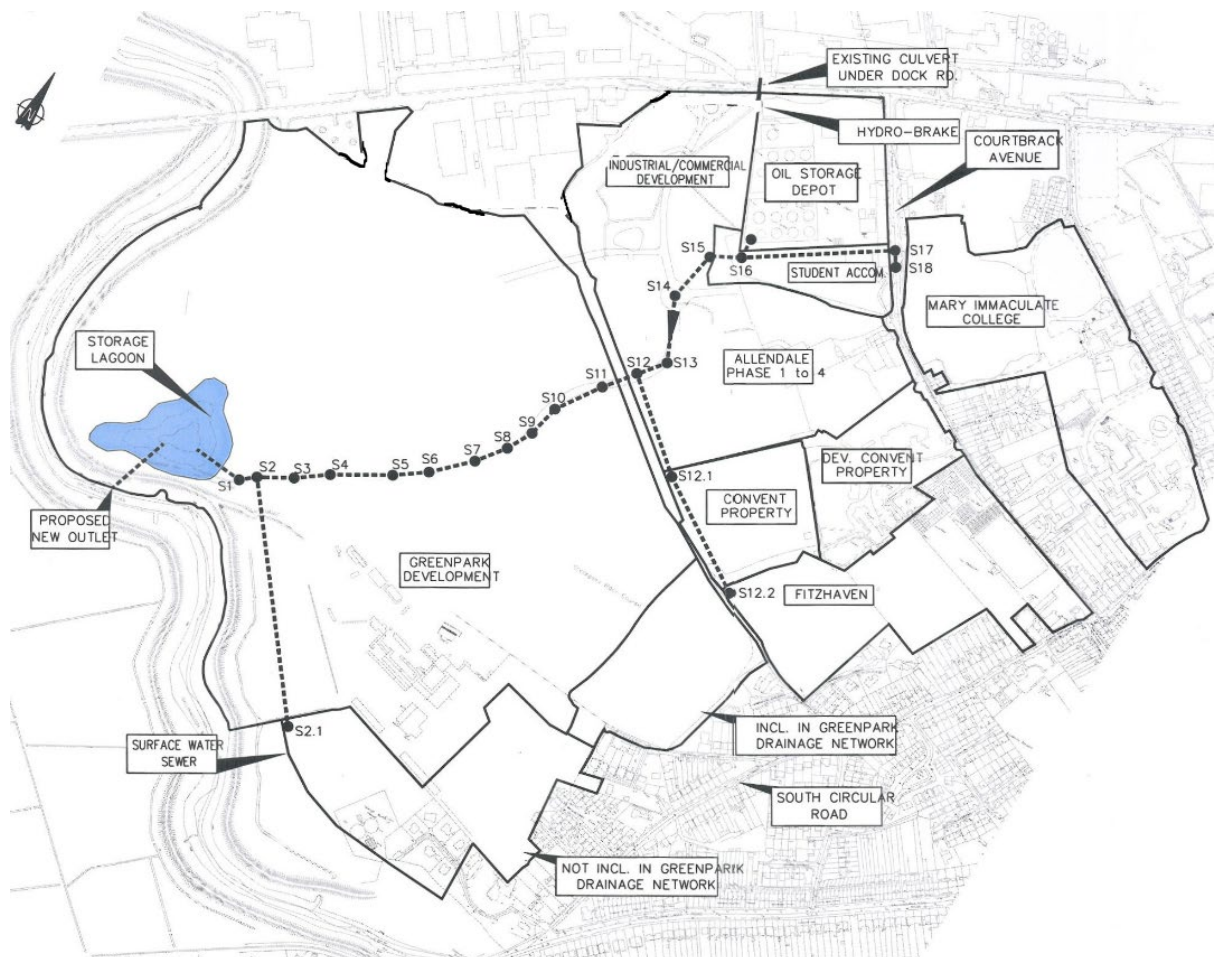 EXISTING CULVERT
UNDER DOCK RD.
HYDRO-BRAKE
COURTBRACK
AVENUE
INDUSTRIAL/COMMERCIAL
DEVELOPMENT
OIL STORAGE
DEPOT
S15
S16
S17
S18
STUDENT ACCOM.
S14
MARY IMMACULATE
COLLEGE
STORAGE
LAGOON
S13
S12
S11
ALLENDALE
PHASE 1 to 4
S10
S9
S8
S7
S6
S5
S4
S3
S2
S1
DEV. CONVENT
PROPERTY
S12.1
CONVENT
PROPERTY
PROPOSED
NEW OUTLET
GREENPARK
DEVELOPMENT
S12.2
FITZHAVEN
S2.1
SURFACE WATER
SEWER
INCL. IN GREENPARK
DRAINAGE NETWORK
SOUTH CIRCULAR
ROAD
NOT INCL. IN GREENPARK
DRAINAGE NETWORK